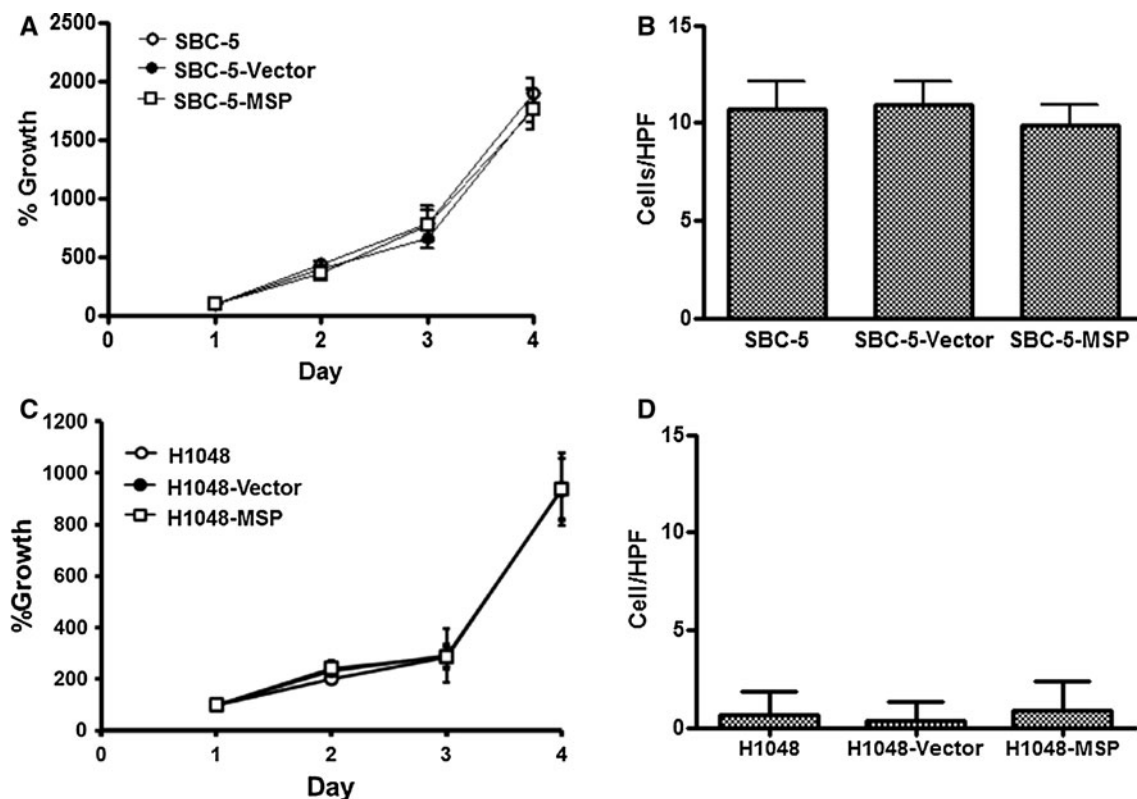 A
% Growth
2500
2000
1500
1000
500
0
SBC-5
SBC-5-Vector
SBC-5-MSP
0 1 2 3 4
Day
B
Cells/HPF
15
10
5
0
SBC-5 SBC-5-Vector SBC-5-MSP
C
%Growth
1200
1000
800
600
400
200
0
H1048
H1048-Vector
H1048-MSP
0 1 2 3 4
Day
D
Cell/HPF
15
10
5
0
H1048 H1048-Vector H1048-MSP